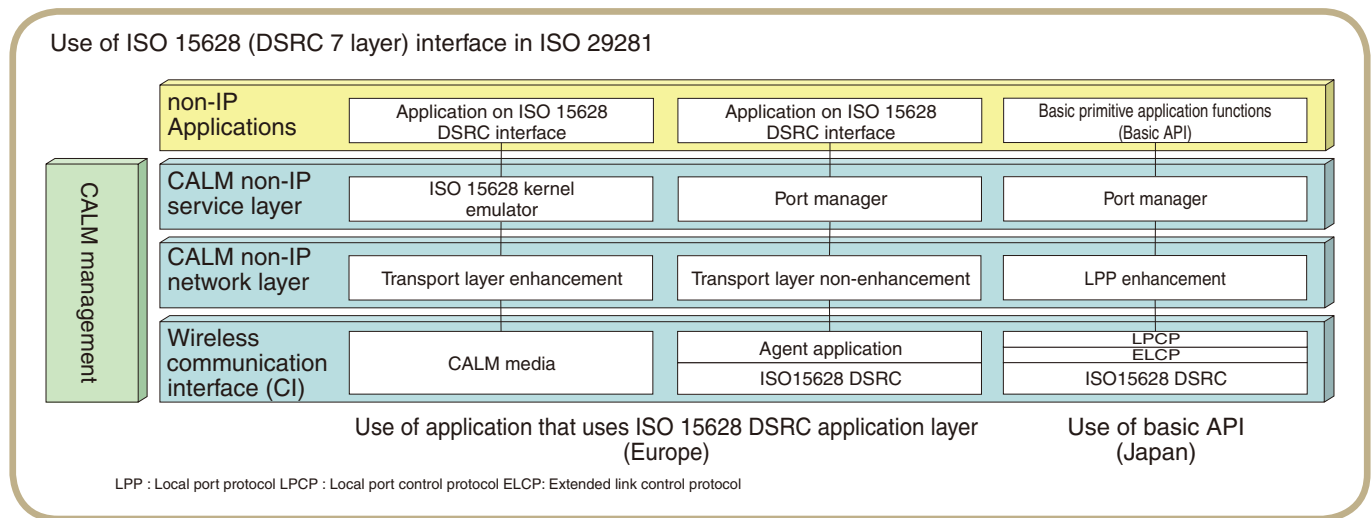 Use of ISO 15628 (DSRC 7 layer) interface in ISO 29281
non-IP
Applications
Application on ISO 15628
DSRC interface
Application on ISO 15628
DSRC interface
Basic primitive application functions
(Basic API)
CALM management
CALM non-IP
service layer
ISO 15628 kernel
emulator
Port manager
Port manager
CALM non-IP
network layer
Transport layer enhancement
Transport layer non-enhancement
LPP enhancement
Wireless
communication
interface (CI)
CALM media
Agent application
ISO15628 DSRC
LPCP
ELCP
ISO15628 DSRC
Use of application that uses ISO 15628 DSRC application layer
(Europe)
Use of basic API
(Japan)
LPP : Local port protocol LPCP : Local port control protocol ELCP: Extended link control protocol